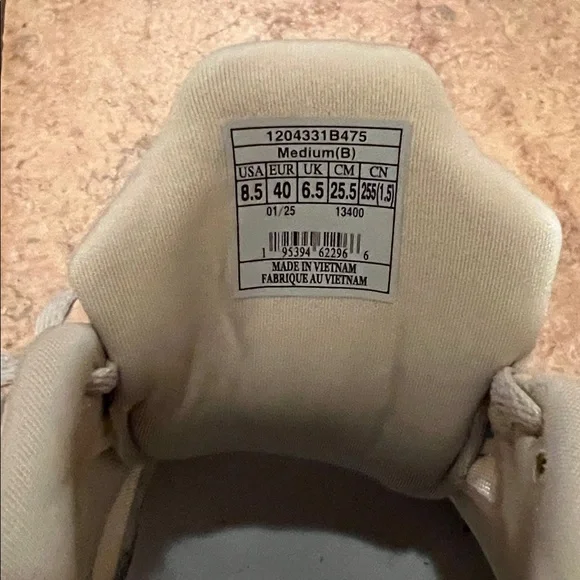 1204331B475
Medium(B)
USA EUR UK CM CN
8.5 40 6.5 25.5 255(1.5)
01/25 13400
1 95394 62296 6
MADE IN VIETNAM
FABRIQUE AU VIETNAM